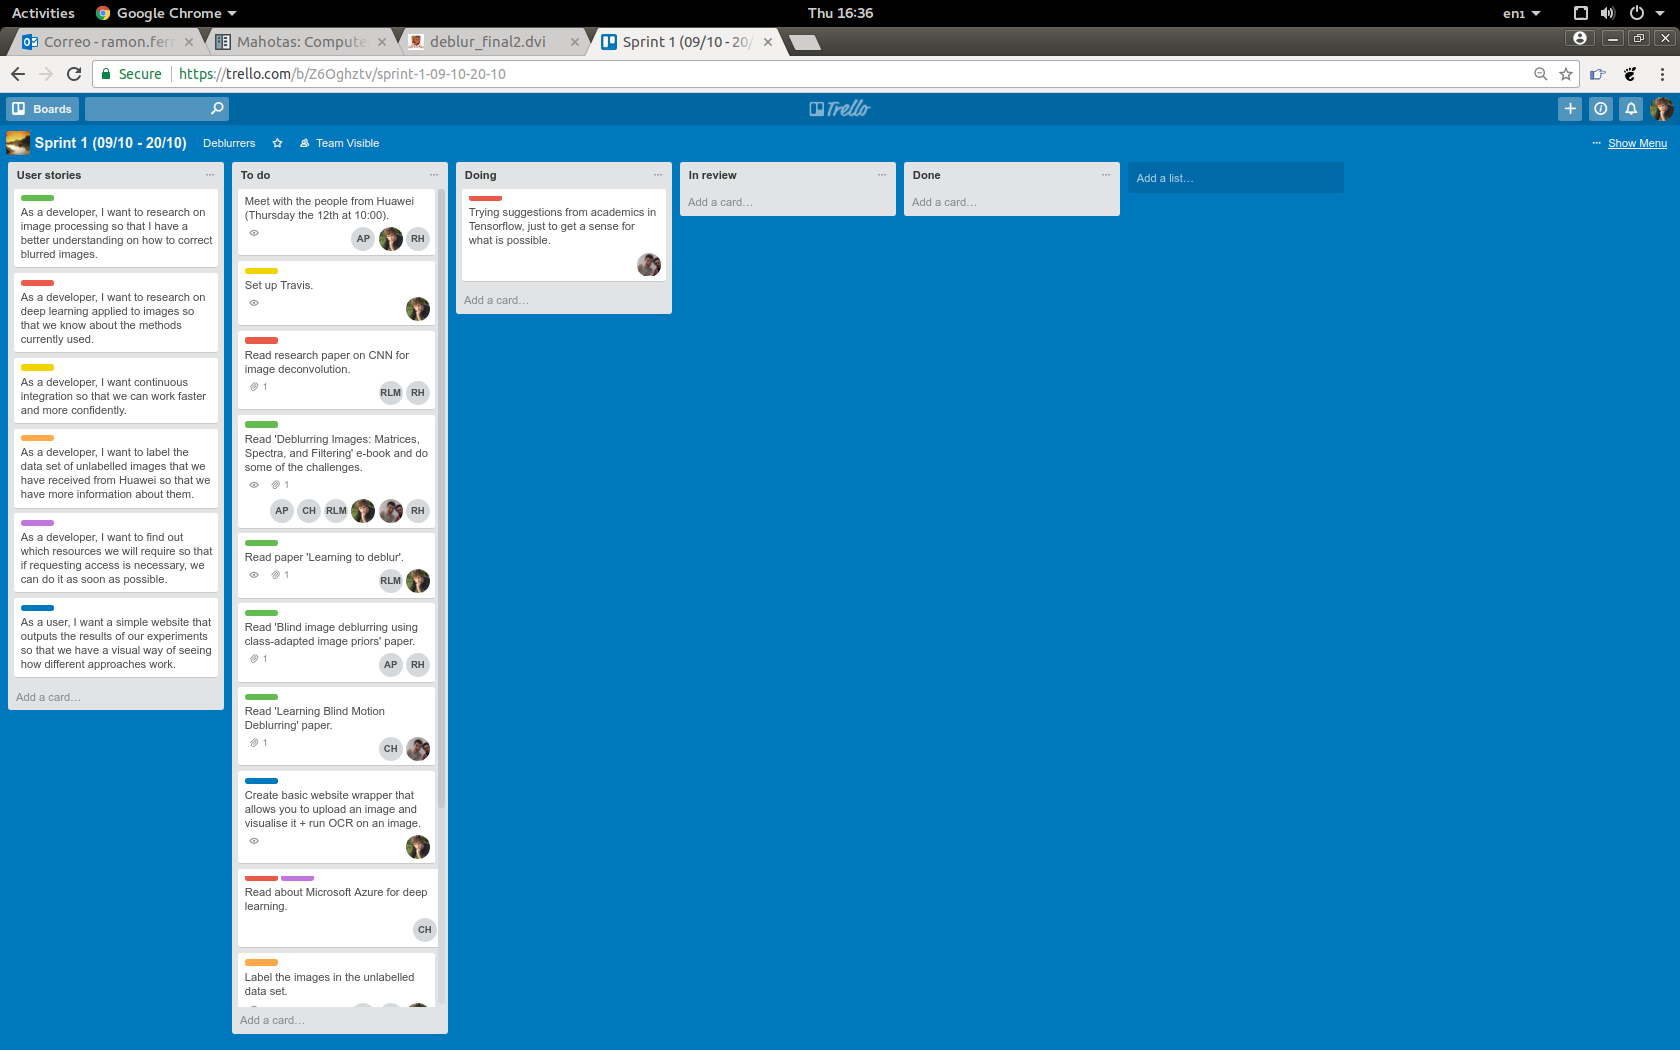 Activities
Google Chrome
Thu 16:36
en1
Correo - ramon.fern
Mahotas: Compute
deblur_final2.dvi
Sprint 1 (09/10 - 20/
Secure
https://trello.com/b/Z6Oghztv/sprint-1-09-10-20-10
Boards
Trello
Sprint 1 (09/10 - 20/10)
Deblurrers
Team Visible
Show Menu
User stories
As a developer, I want to research on
image processing so that I have a
better understanding on how to correct
blurred images.
As a developer, I want to research on
deep learning applied to images so
that we know about the methods
currently used.
As a developer, I want continuous
integration so that we can work faster
and more confidently.
As a developer, I want to label the
data set of unlabelled images that we
have received from Huawei so that we
have more information about them.
As a developer, I want to find out
which resources we will require so that
if requesting access is necessary, we
can do it as soon as possible.
As a user, I want a simple website that
outputs the results of our experiments
so that we have a visual way of seeing
how different approaches work.
Add a card…
To do
Meet with the people from Huawei
(Thursday the 12th at 10:00).
AP RH
Set up Travis.
Read research paper on CNN for
image deconvolution.
1
RLM RH
Read 'Deblurring Images: Matrices,
Spectra, and Filtering' e-book and do
some of the challenges.
1
AP CH RLM RH
Read paper 'Learning to deblur'.
1
RLM
Read 'Blind image deblurring using
class-adapted image priors' paper.
1
AP RH
Read 'Learning Blind Motion
Deblurring' paper.
1
CH
Create basic website wrapper that
allows you to upload an image and
visualise it + run OCR on an image.
Read about Microsoft Azure for deep
learning.
CH
Label the images in the unlabelled
data set.
Add a card…
Doing
Trying suggestions from academics in
Tensorflow, just to get a sense for
what is possible.
Add a card…
In review
Add a card…
Done
Add a card…
Add a list…